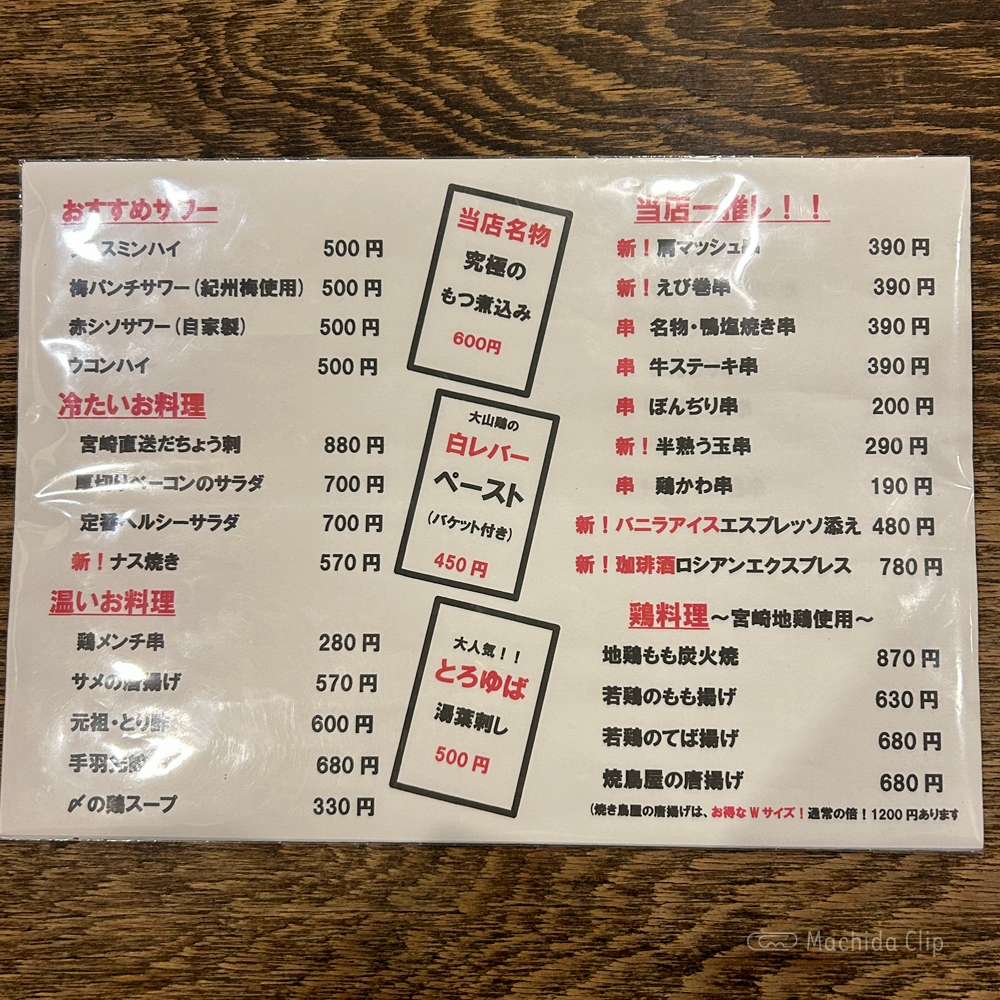 おすすめサワー
スミンハイ 500円
梅パンチサワー（紀州梅使用） 500円
赤シソサワー（自家製） 500円
ウコンハイ 500円
冷たいお料理
宮崎直送だちょう刺 880円
厚切りベーコンのサラダ 700円
定番ヘルシーサラダ 700円
新！ナス焼き 570円
温いお料理
鶏メンチ串 280円
サメの唐揚げ 570円
元祖・とり酢 600円
手羽 680円
〆の鶏スープ 330円
当店名物
究極の
もつ煮込み
600円
大山鶏の
白レバー
ペースト
（バケット付き）
450円
大人気！！
とろゆば
湯葉刺し
500円
当店一推し！！
新！肩マッシュ串 390円
新！えび巻串 390円
串 名物・鴨塩焼き串 390円
串 牛ステーキ串 390円
串 ぼんぢり串 200円
新！半熟う玉串 290円
串 鶏かわ串 190円
新！バニラアイスエスプレッソ添え 480円
新！珈琲酒ロシアンエクスプレス 780円
鶏料理～宮崎地鶏使用～
地鶏もも炭火焼 870円
若鶏のもも揚げ 630円
若鶏のてば揚げ 680円
焼鳥屋の唐揚げ 680円
（焼き鳥屋の唐揚げは、お得なWサイズ！通常の倍！1200円あります
Machida Clip